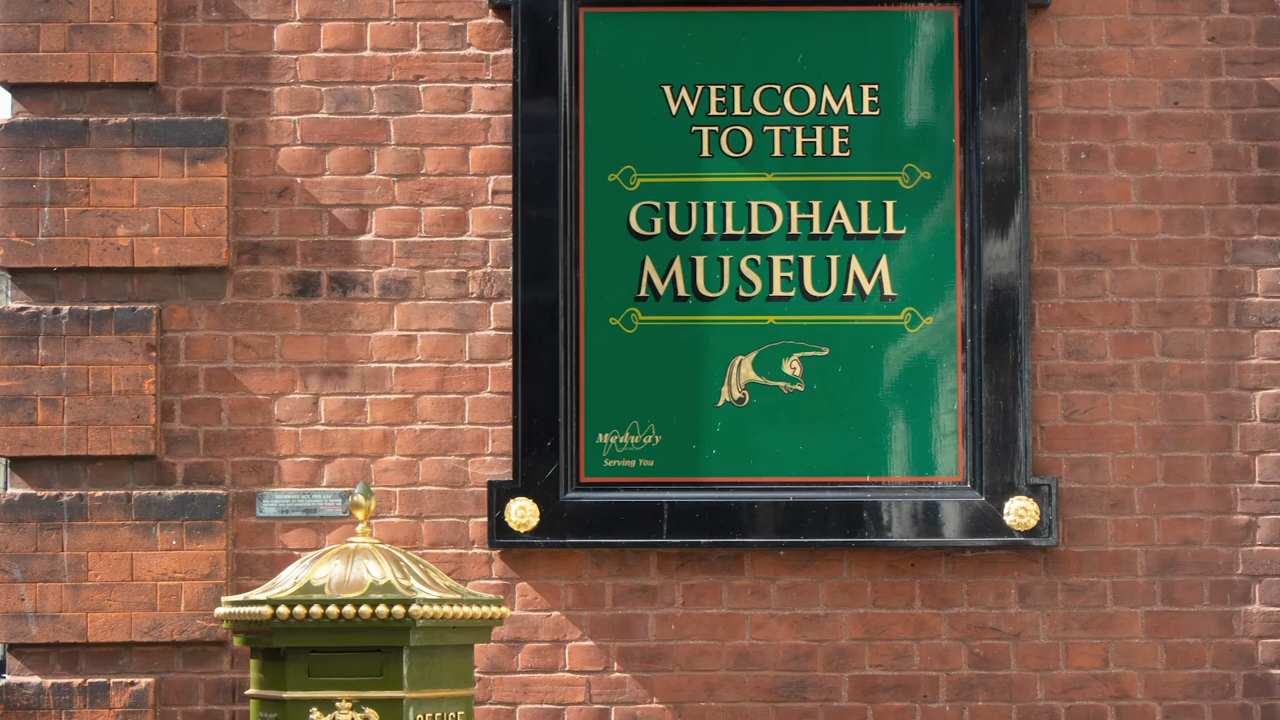 WELCOME
TO THE
GUILDHALL
MUSEUM
Medway
Serving You
OFFICE